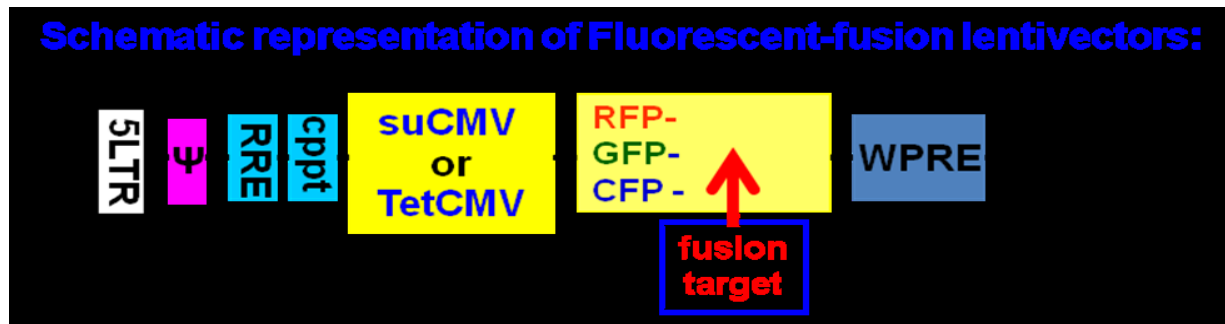 Schematic representation of Fluorescent-fusion lentivectors:
5LTR
Ψ
RRE
cppt
suCMV
or
TetCMV
RFP-
GFP-
CFP -
WPRE
fusion
target